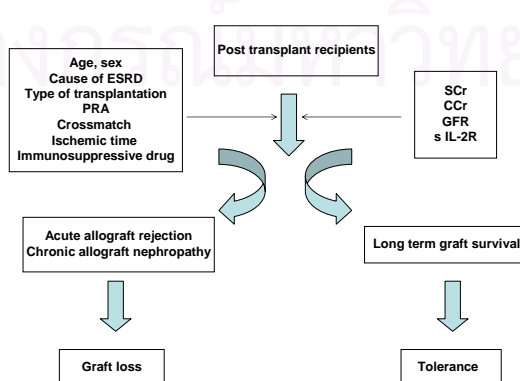 Post transplant recipients
Age, sex
Cause of ESRD
Type of transplantation
PRA
Crossmatch
Ischemic time
Immunosuppressive drug
SCr
CCr
GFR
s IL-2R
Acute allograft rejection
Chronic allograft nephropathy
Long term graft survival
Graft loss
Tolerance